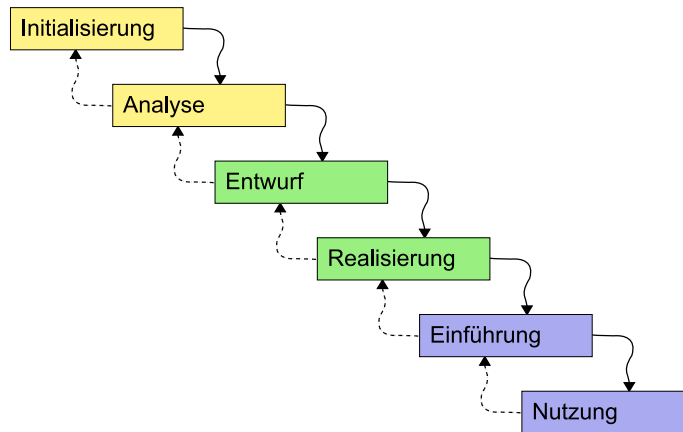 Initialisierung
Analyse
Entwurf
Realisierung
Einführung
Nutzung